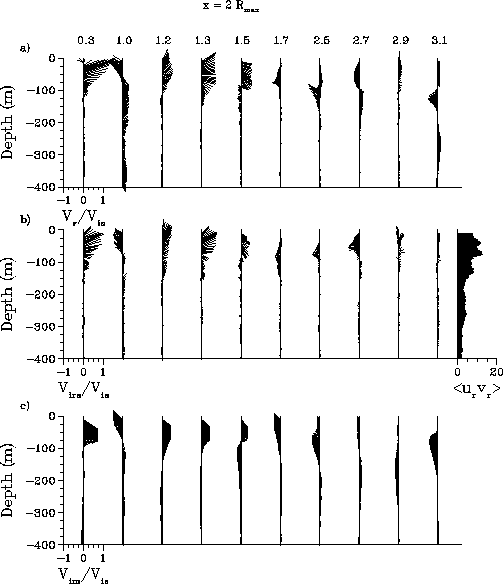 x = 2 R_max
a) 0.3 1.0 1.2 1.3 1.5 1.7 2.5 2.7 2.9 3.1
0
−100
−200
−300
−400
Depth (m)
−1 0 1
V_r/V_is
b)
0
−100
−200
−300
−400
Depth (m)
−1 0 1
V_irs/V_is
0 20
<u_r v_r>
c)
0
−100
−200
−300
−400
Depth (m)
−1 0 1
V_im/V_is